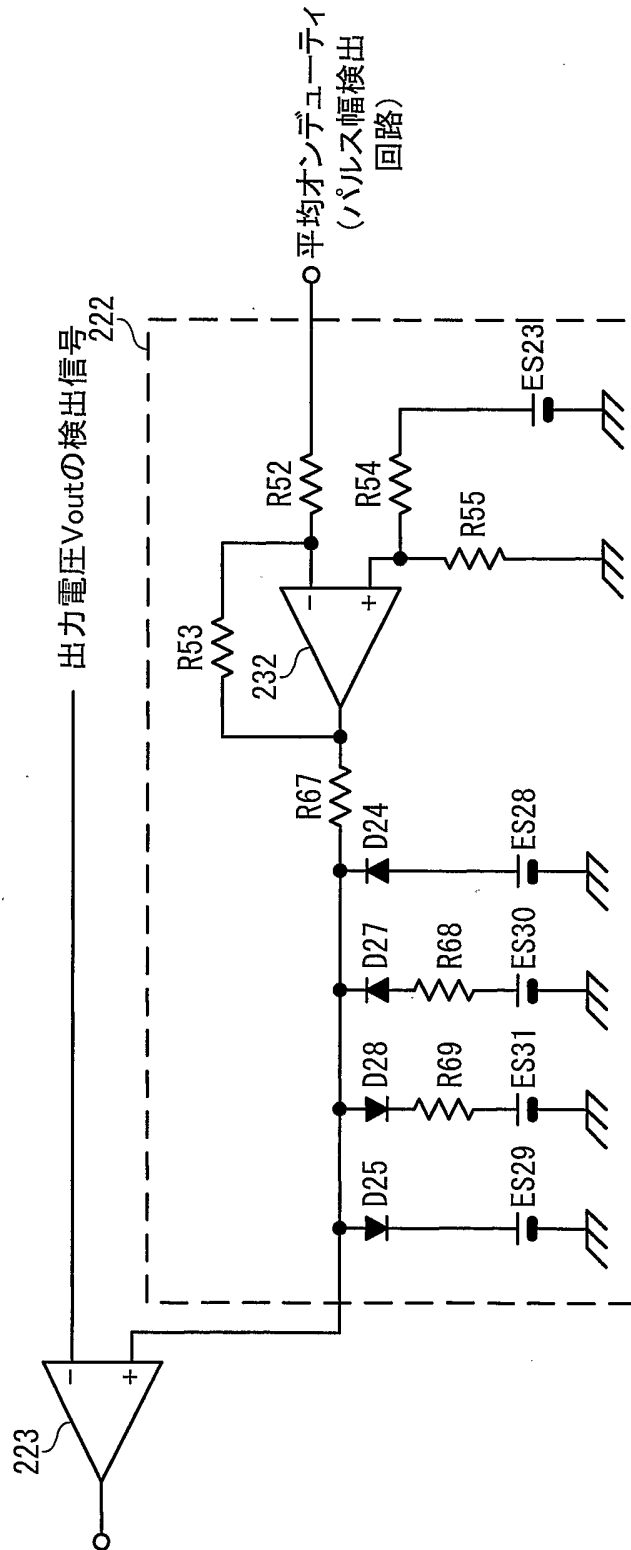 出力電圧Voutの検出信号
222
平均オンデューティ
(パルス幅検出
回路)
223
-
+
R53
232
-
+
R52
R54
R55
ES23
R67
D24
ES28
D27
R68
ES30
D28
R69
ES31
D25
ES29